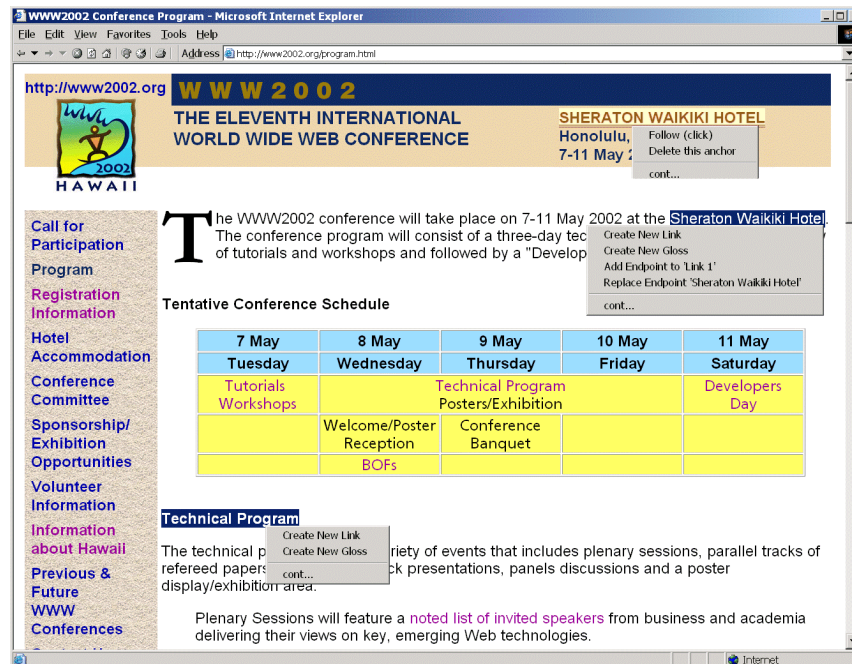 WWW2002 Conference Program - Microsoft Internet Explorer
File Edit View Favorites Tools Help
Address http://www2002.org/program.html
http://www2002.org
WWW2002
THE ELEVENTH INTERNATIONAL
WORLD WIDE WEB CONFERENCE
SHERATON WAIKIKI HOTEL
Honolulu,
7-11 May 2
Follow (click)
Delete this anchor
cont...
WWW
2002
HAWAII
Call for
Participation
Program
Registration
Information
Hotel
Accommodation
Conference
Committee
Sponsorship/
Exhibition
Opportunities
Volunteer
Information
Information
about Hawaii
Previous &
Future
WWW
Conferences
The WWW2002 conference will take place on 7-11 May 2002 at the Sheraton Waikiki Hotel.
The conference program will consist of a three-day tec
of tutorials and workshops and followed by a "Develop
Create New Link
Create New Gloss
Add Endpoint to 'Link 1'
Replace Endpoint 'Sheraton Waikiki Hotel'
cont...
Tentative Conference Schedule
7 May 8 May 9 May 10 May 11 May
Tuesday Wednesday Thursday Friday Saturday
Tutorials
Workshops
Technical Program
Posters/Exhibition
Developers
Day
Welcome/Poster
Reception
Conference
Banquet
BOFs
Technical Program
Create New Link
Create New Gloss
cont...
The technical p riety of events that includes plenary sessions, parallel tracks of
refereed papers ck presentations, panels discussions and a poster
display/exhibition area.
Plenary Sessions will feature a noted list of invited speakers from business and academia
delivering their views on key, emerging Web technologies.
Internet